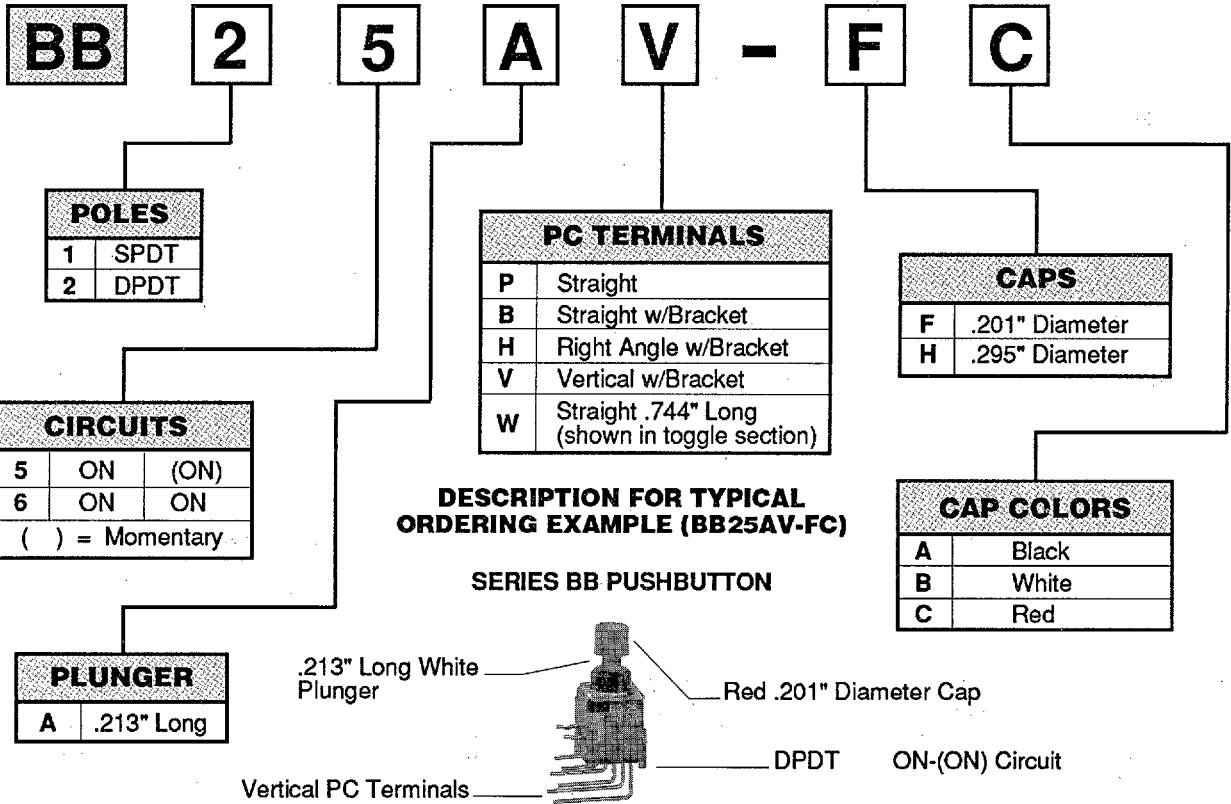 BB 2 5 A V - F C
POLES
1 SPDT
2 DPDT
CIRCUITS
5 ON (ON)
6 ON ON
( ) = Momentary
PLUNGER
A .213" Long
PC TERMINALS
P Straight
B Straight w/Bracket
H Right Angle w/Bracket
V Vertical w/Bracket
W Straight .744" Long
(shown in toggle section)
CAPS
F .201" Diameter
H .295" Diameter
CAP COLORS
A Black
B White
C Red
DESCRIPTION FOR TYPICAL
ORDERING EXAMPLE (BB25AV-FC)
SERIES BB PUSHBUTTON
.213" Long White
Plunger
Red .201" Diameter Cap
DPDT ON-(ON) Circuit
Vertical PC Terminals